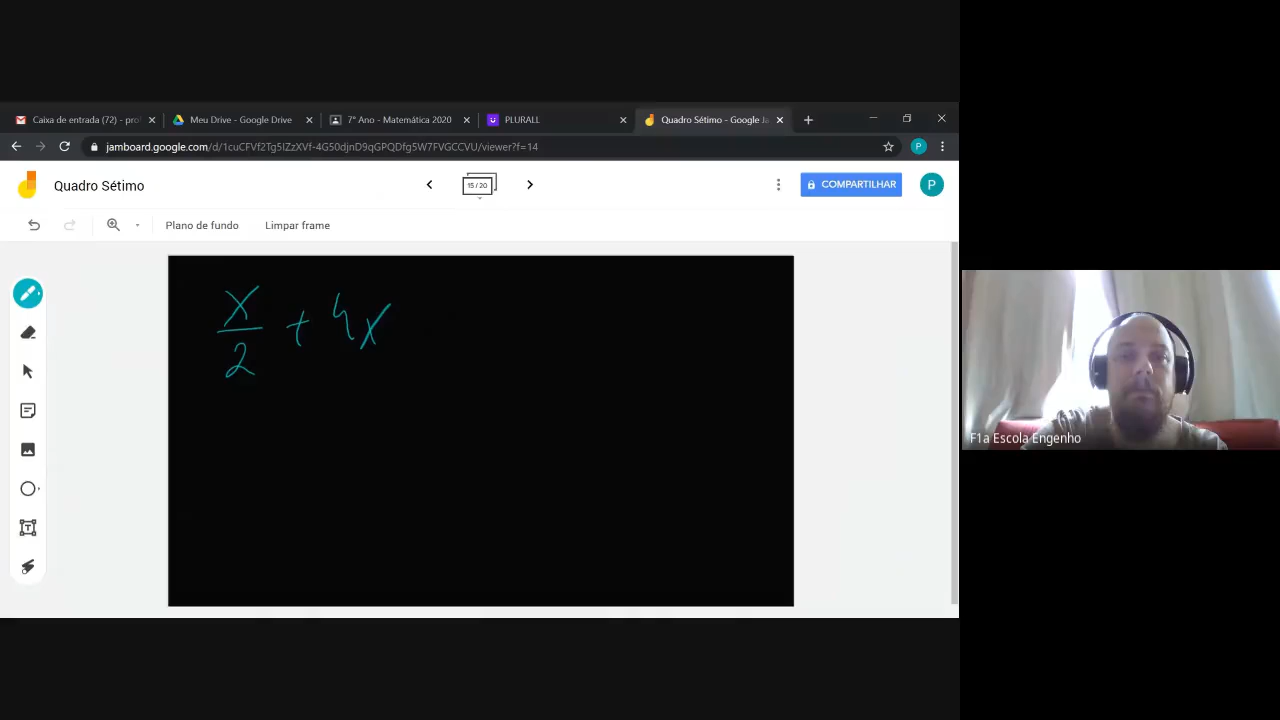 Caixa de entrada (72) - pro
Meu Drive - Google Drive
7° Ano - Matemática 2020
PLURALL
Quadro Sétimo - Google Ja
jamboard.google.com/d/1cuCFVf2Tg5IZzXVf-4G50djnD9qGPQDfg5W7FVGCCVU/viewer?f=14
P
Quadro Sétimo
15 / 20
COMPARTILHAR
P
Plano de fundo
Limpar frame
x/2 + 4x
F1a Escola Engenho